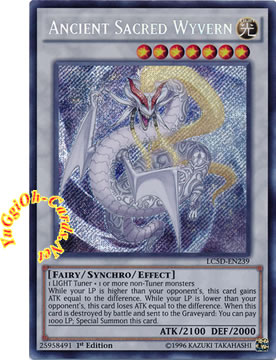 ANCIENT SACRED WYVERN
YuGgiOh-Cards.Net
LC5D-EN239
[FAIRY/SYNCHRO/EFFECT]
1 LIGHT Tuner + 1 or more non-Tuner monsters
While your LP is higher than your opponent's, this card gains
ATK equal to the difference. While your LP is lower than your
opponent's, this card loses ATK equal to the difference. When this
card is destroyed by battle and sent to the Graveyard: You can pay
1000 LP; Special Summon this card.
ATK/2100 DEF/2000
25958491 1st Edition ©1996 KAZUKI TAKAHASHI